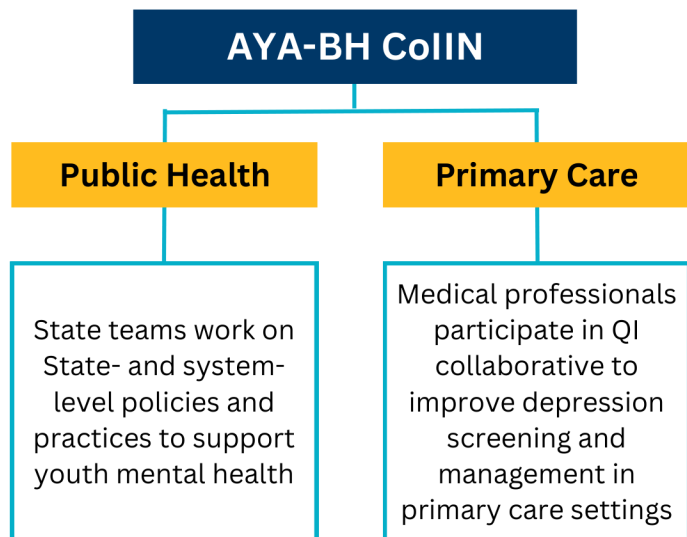 AYA-BH CoIIN
Public Health
Primary Care
State teams work on
State- and system-
level policies and
practices to support
youth mental health
Medical professionals
participate in QI
collaborative to
improve depression
screening and
management in
primary care settings